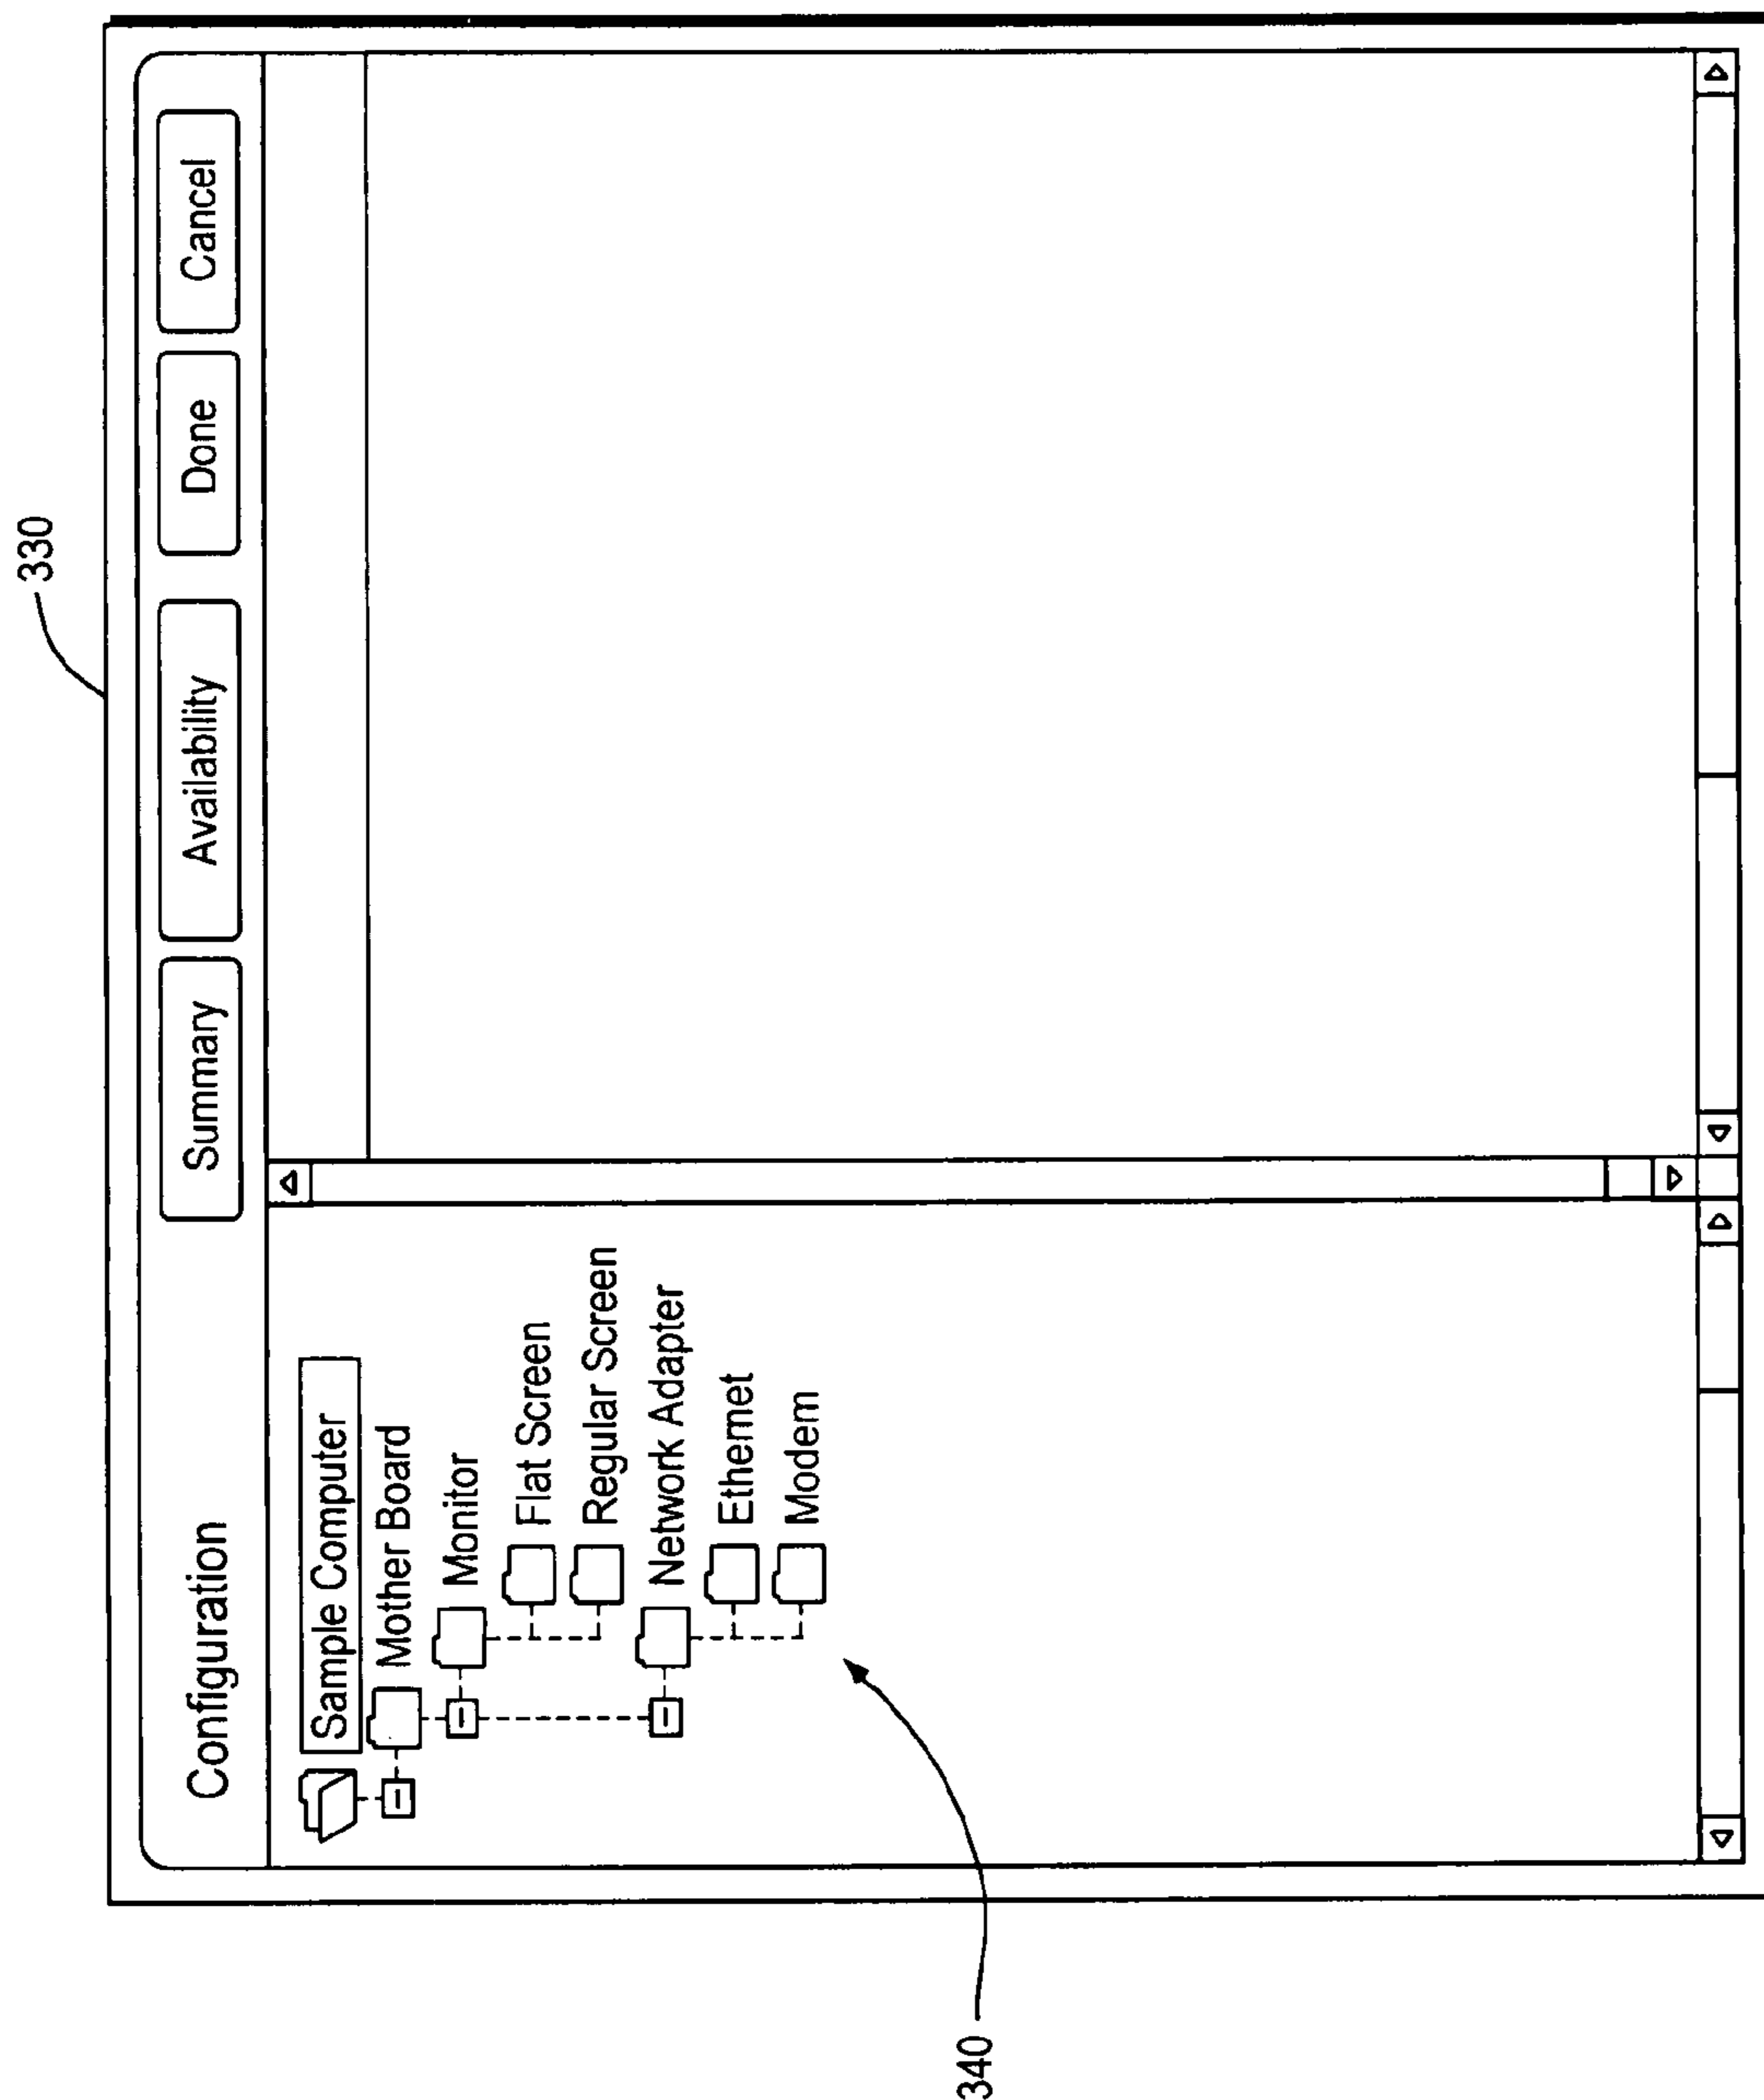 330
Configuration
Summary
Availability
Done
Cancel
Sample Computer
Mother Board
Monitor
Flat Screen
Regular Screen
Network Adapter
Ethernet
Modem
340